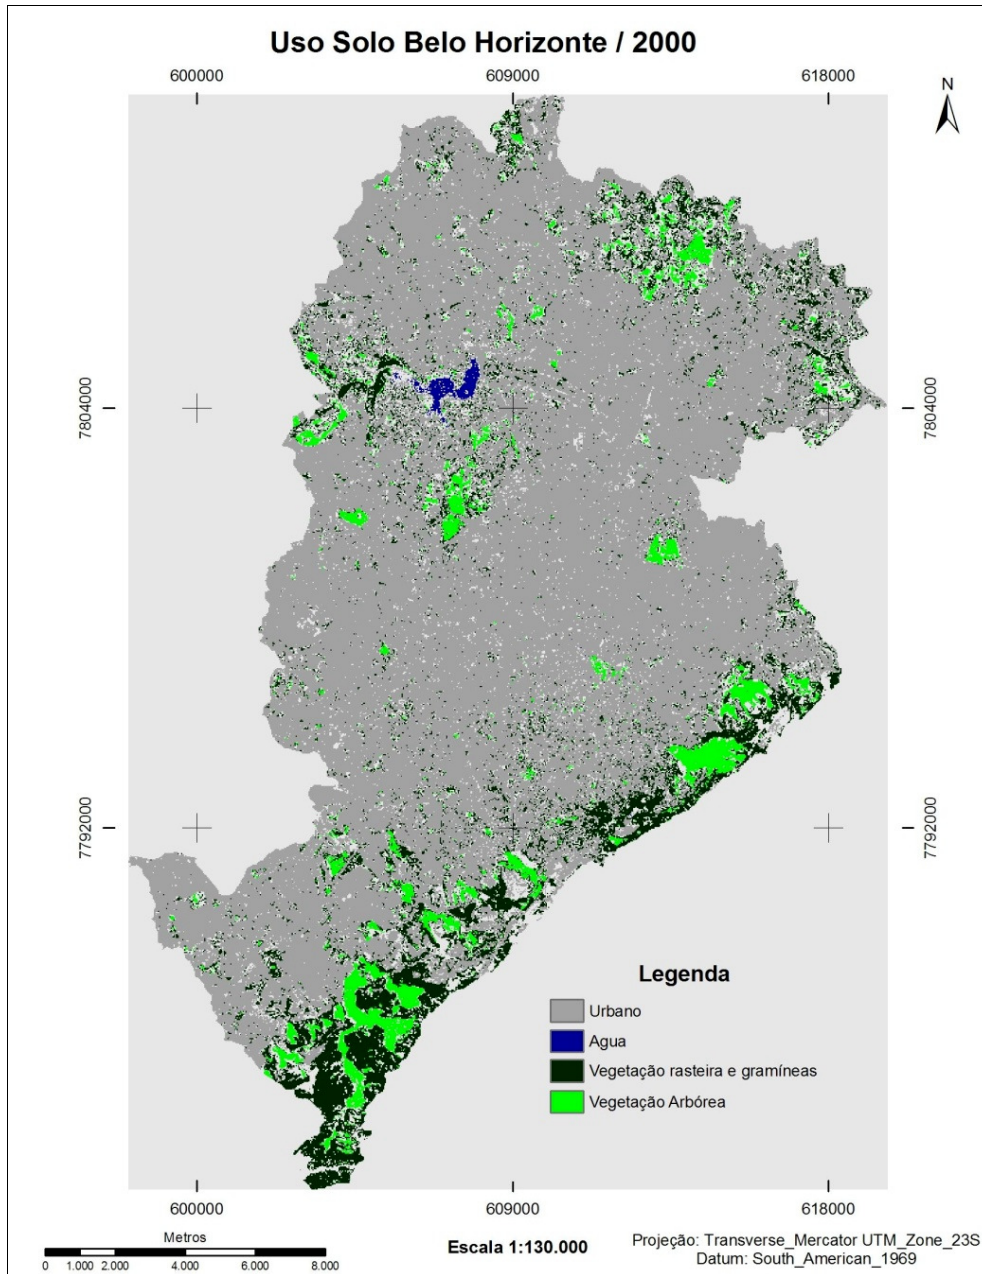 Uso Solo Belo Horizonte / 2000
600000 609000 618000
N
7804000 7804000
7792000 7792000
Legenda
Urbano
Agua
Vegetação rasteira e gramíneas
Vegetação Arbórea
600000 609000 618000
Metros
0 1.000 2.000 4.000 6.000 8.000
Escala 1:130.000
Projeção: Transverse_Mercator UTM_Zone_23S
Datum: South_American_1969